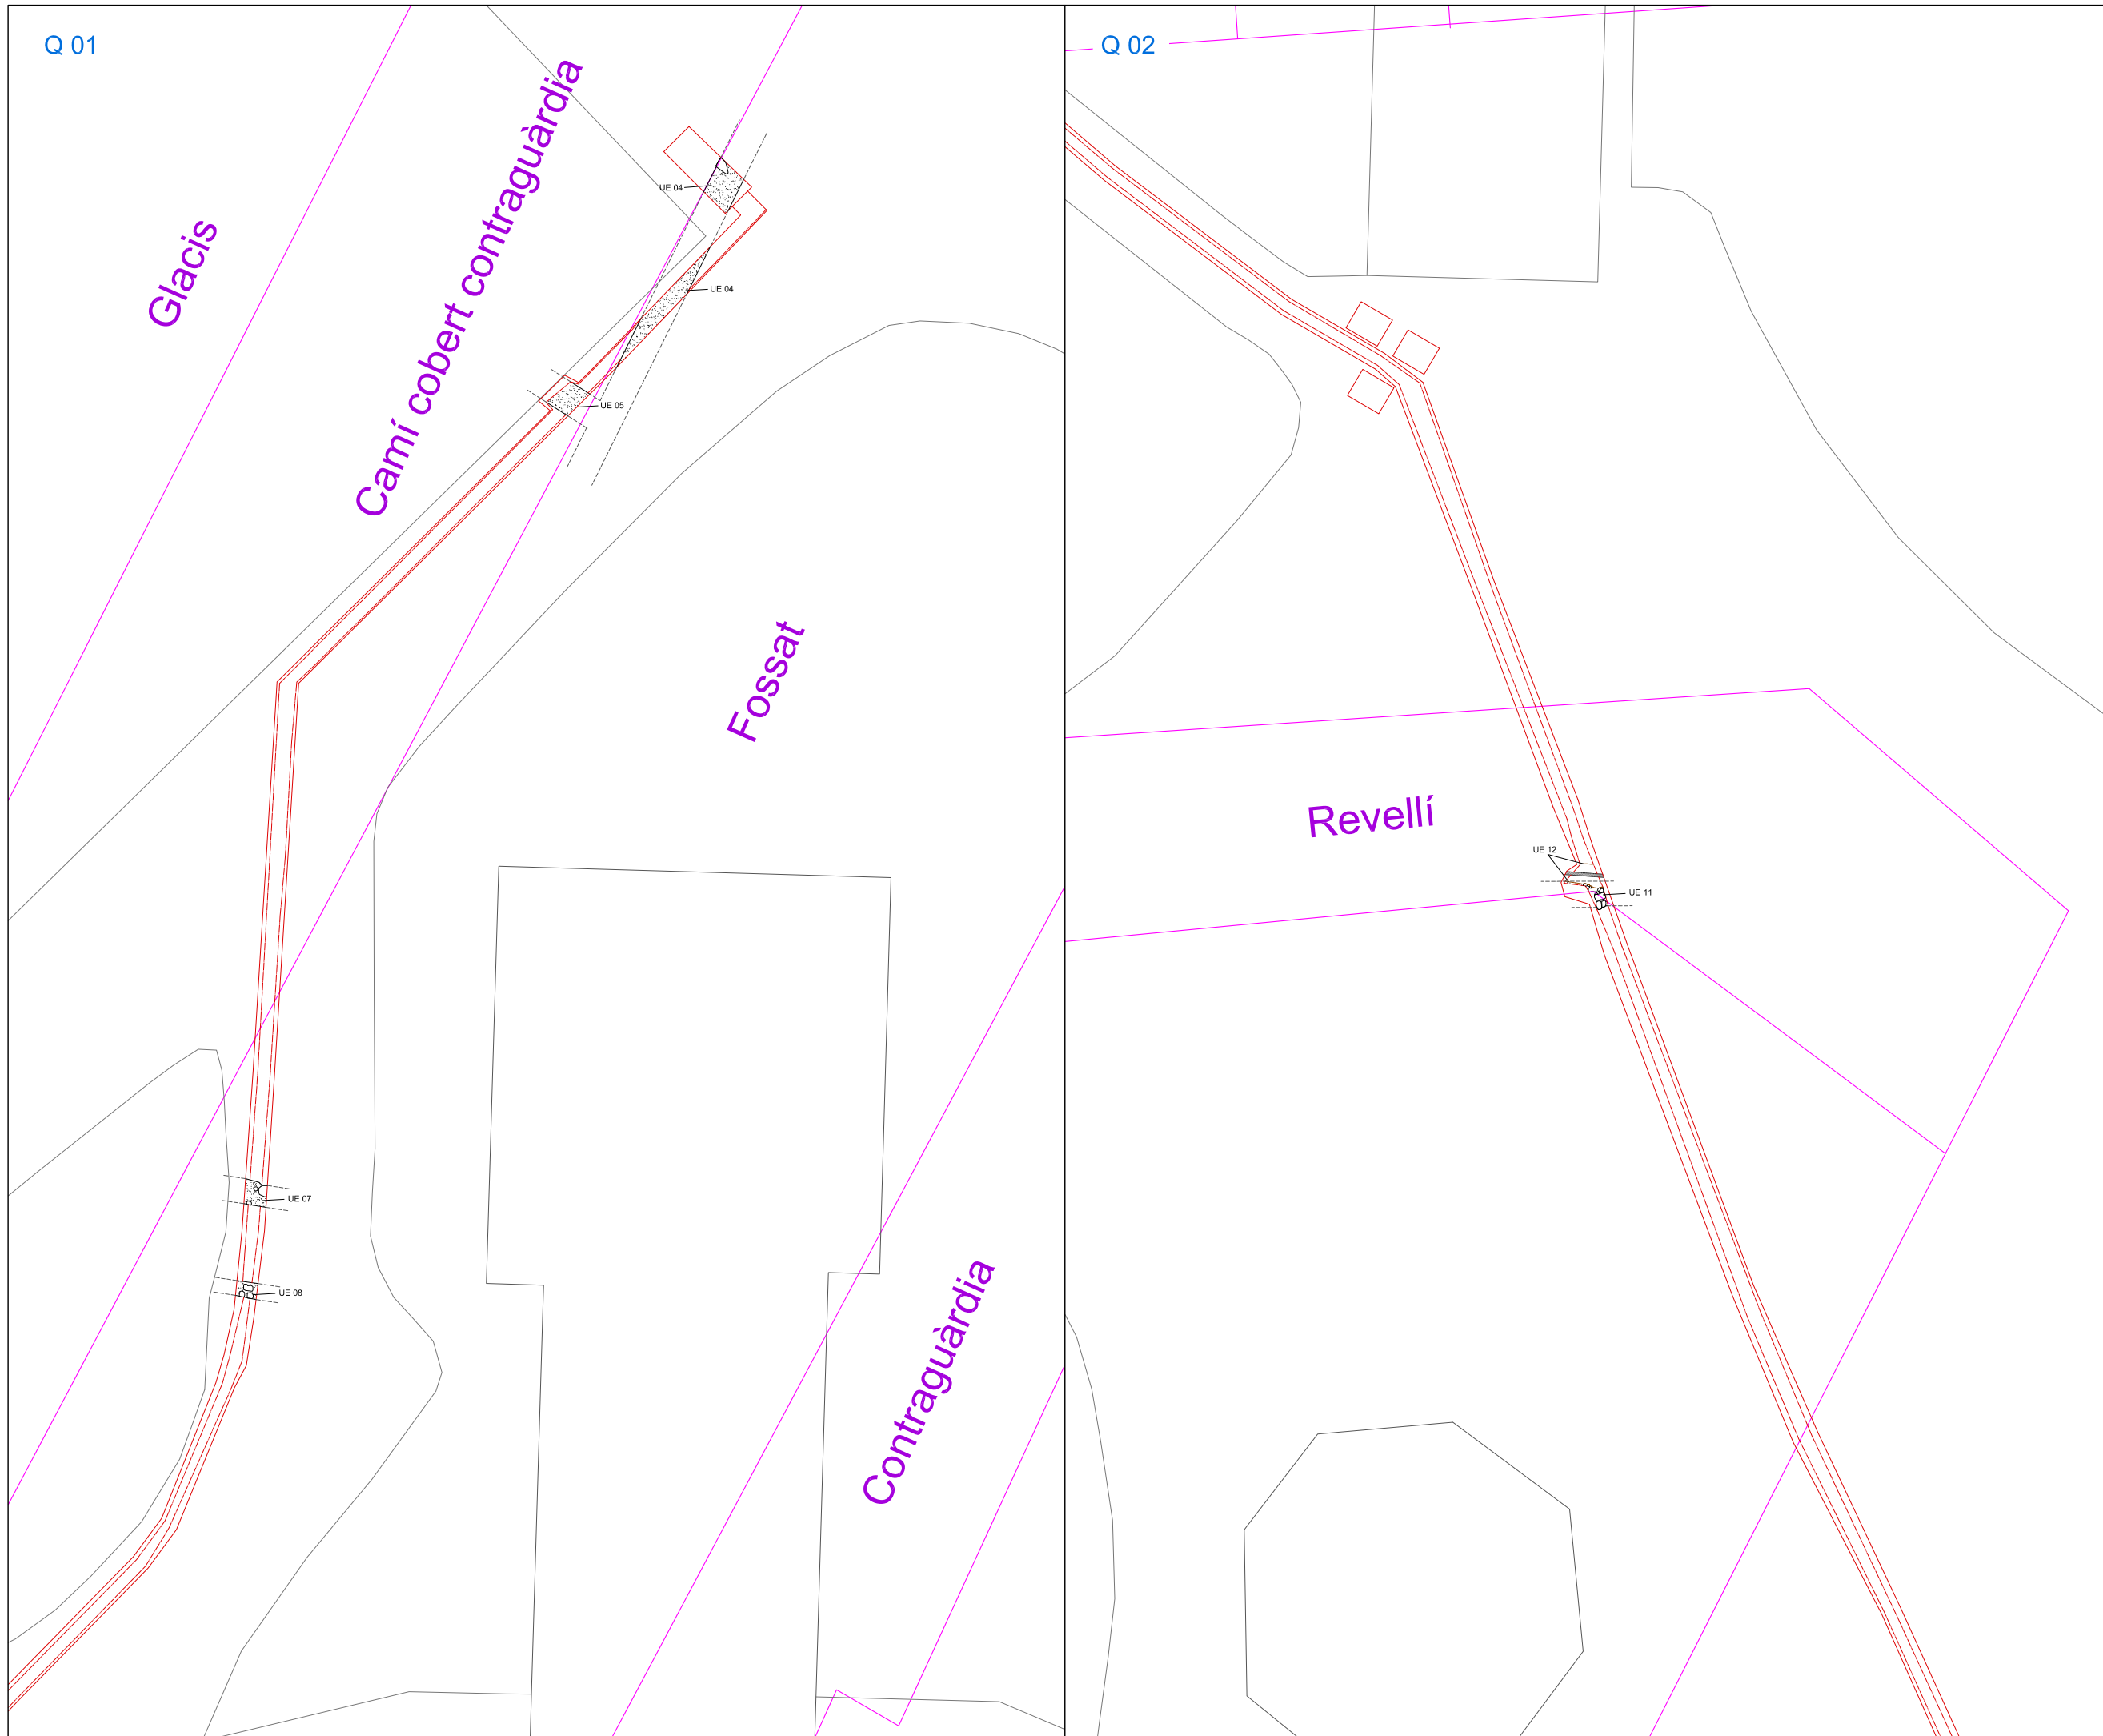 Q 01
Glacis
Camí cobert contraguàrdia
UE 04
UE 04
UE 05
Fossat
UE 07
UE 08
Contraguàrdia
Q 02
Revellí
UE 12
UE 11